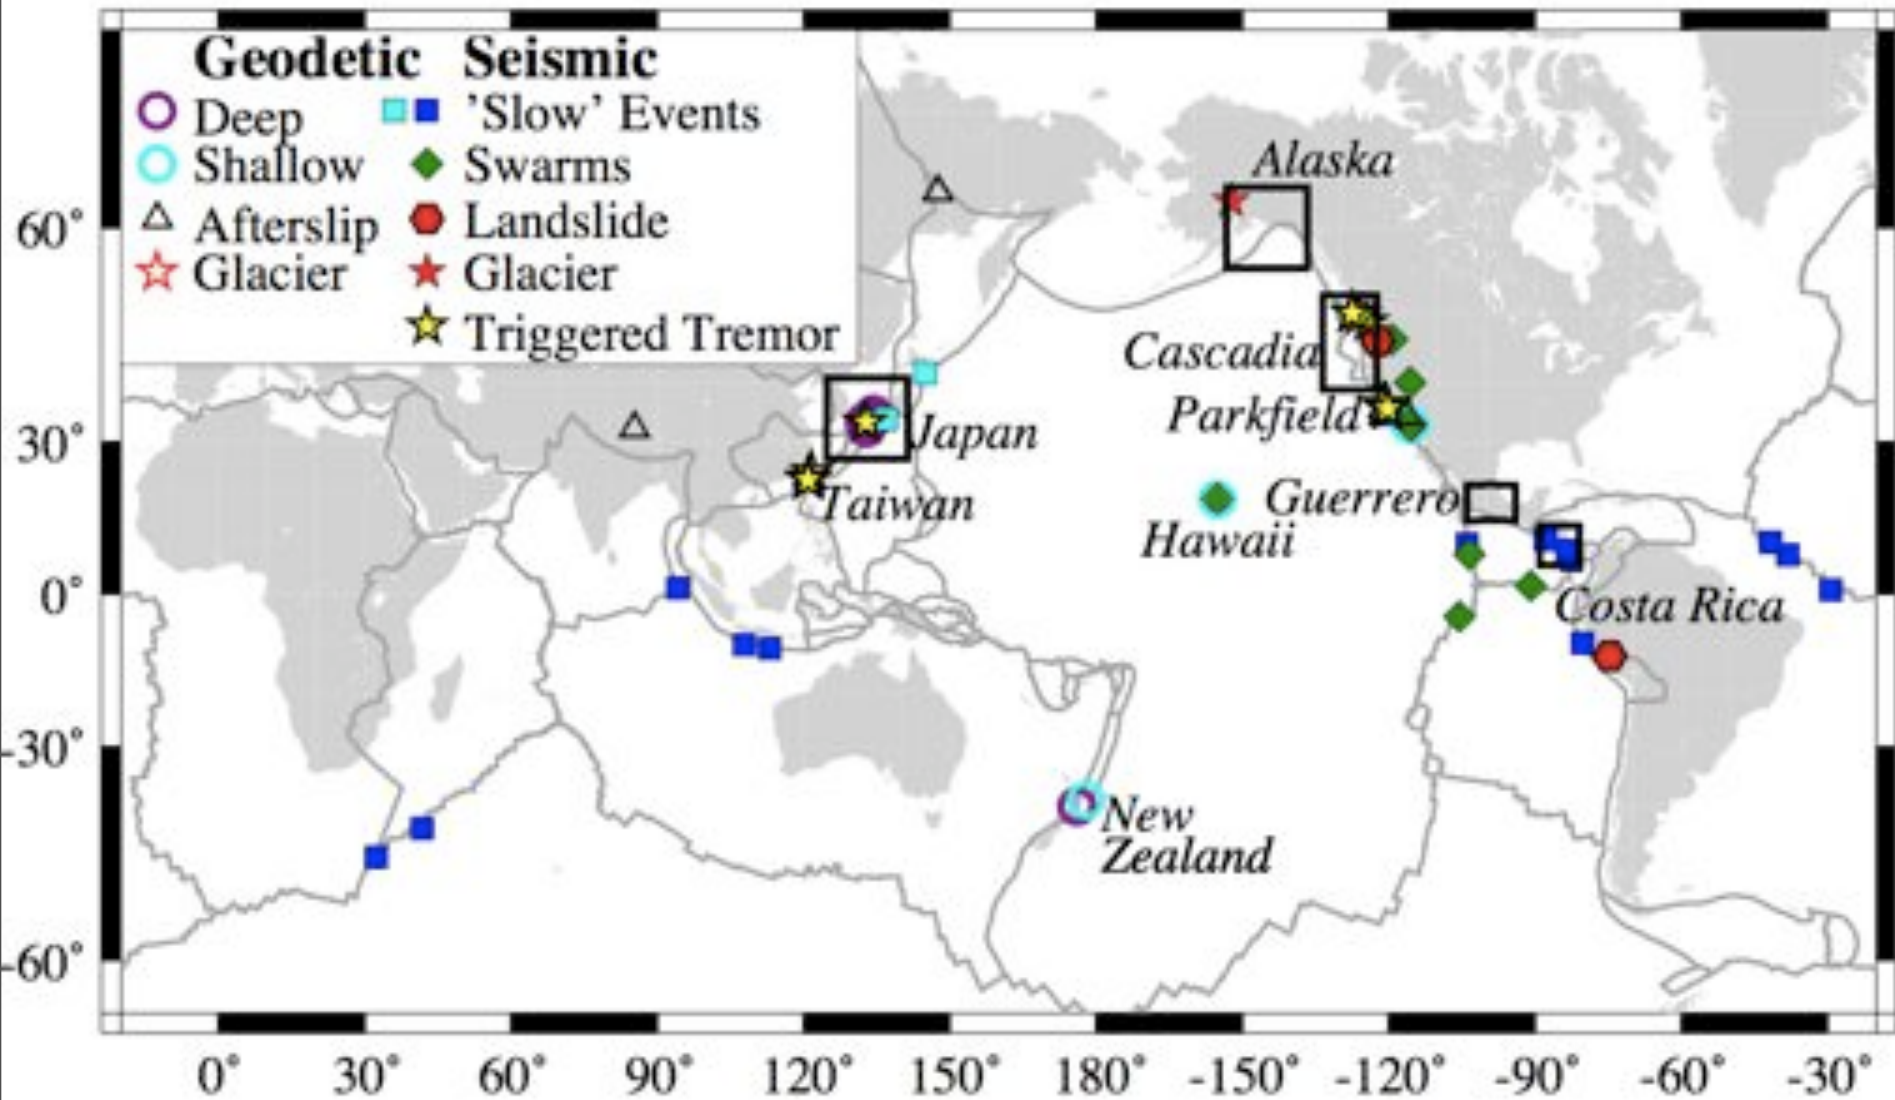 Geodetic Seismic
Deep 'Slow' Events
Shallow Swarms
Afterslip Landslide
Glacier Glacier
Triggered Tremor
Alaska
60°
Cascadia
Parkfield
30°
Japan
Taiwan
Guerrero
Hawaii
0°
Costa Rica
-30°
New
Zealand
-60°
0° 30° 60° 90° 120° 150° 180° -150° -120° -90° -60° -30°